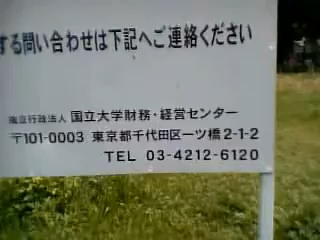 する問い合わせは下記へご連絡ください
独立行政法人 国立大学財務・経営センター
〒101-0003 東京都千代田区一ツ橋2-1-2
TEL 03-4212-6120